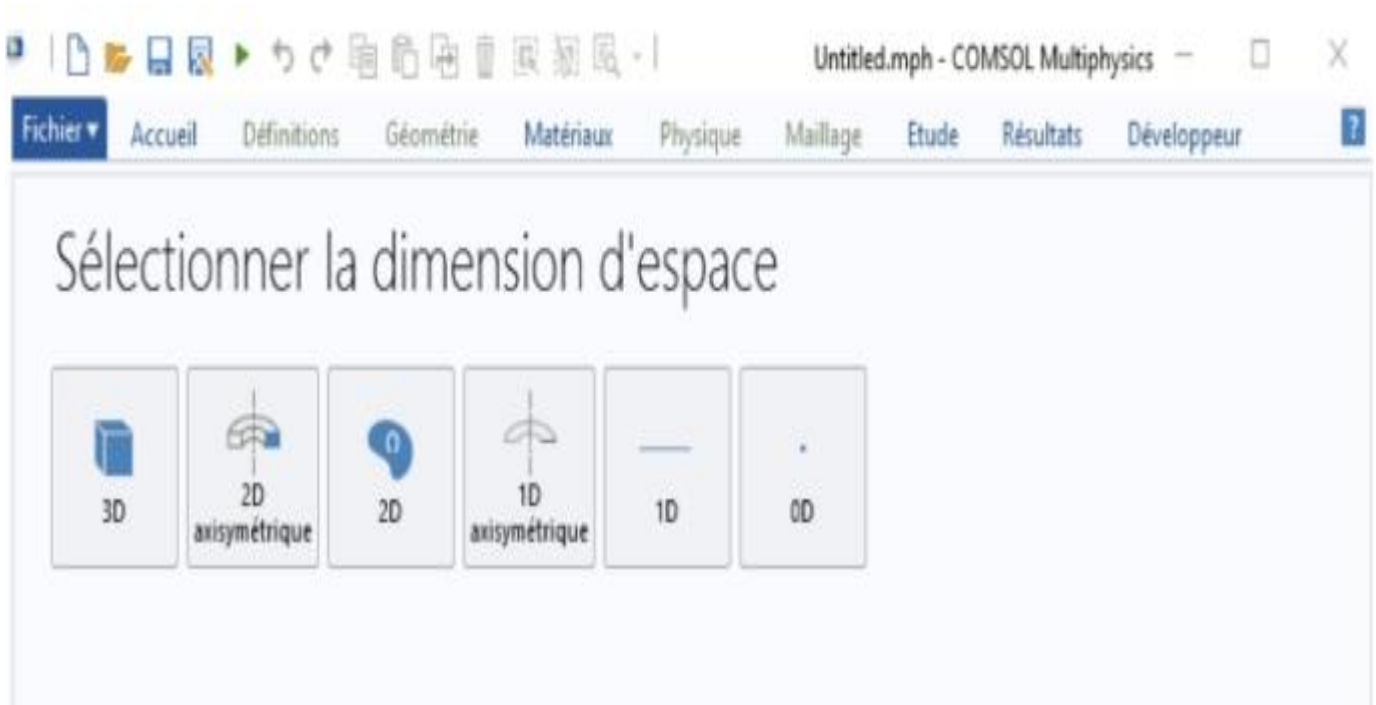 Untitled.mph - COMSOL Multiphysics
Fichier Accueil Définitions Géométrie Matériaux Physique Maillage Etude Résultats Développeur ?
Sélectionner la dimension d'espace
3D 2D axisymétrique 2D 1D axisymétrique 1D 0D